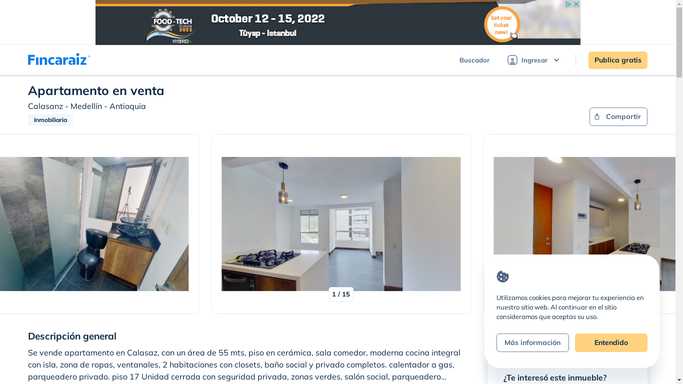 FOOD-TECH
October 12 - 15, 2022
Tüyap - Istanbul
Get your ticket now!
Fincaraiz
Buscador
Ingresar
Publica gratis
Apartamento en venta
Calasanz - Medellín - Antioquia
Inmobiliaria
Compartir
1 / 15
Utilizamos cookies para mejorar tu experiencia en
nuestro sitio web. Al continuar en el sitio
consideramos que aceptas su uso.
Más información
Entendido
Descripción general
Se vende apartamento en Calasaz, con un área de 55 mts, piso en cerámica, sala comedor, moderna cocina integral
con isla, zona de ropas, ventanales, 2 habitaciones con closets, baño social y privado completos. calentador a gas,
parqueadero privado. piso 17 Unidad cerrada con seguridad privada, zonas verdes, salón social, parqueadero...
¿Te interesó este inmueble?